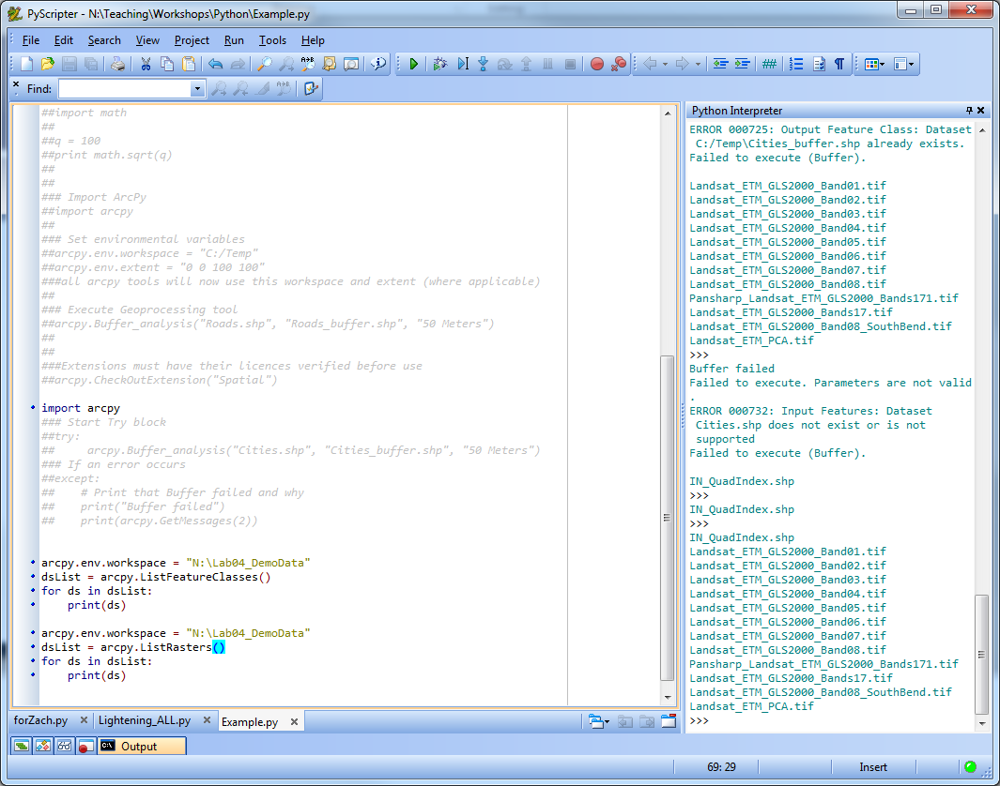 PyScripter - N:\Teaching\Workshops\Python\Example.py
File Edit Search View Project Run Tools Help
Find:
##import math
##
##q = 100
##print math.sqrt(q)
##
##
### Import ArcPy
##import arcpy
##
### Set environmental variables
##arcpy.env.workspace = "C:/Temp"
##arcpy.env.extent = "0 0 100 100"
###all arcpy tools will now use this workspace and extent (where applicable)
##
### Execute Geoprocessing tool
##arcpy.Buffer_analysis("Roads.shp", "Roads_buffer.shp", "50 Meters")
##
##
###Extensions must have their licences verified before use
##arcpy.CheckOutExtension("Spatial")
import arcpy
### Start Try block
##try:
##     arcpy.Buffer_analysis("Cities.shp", "Cities_buffer.shp", "50 Meters")
### If an error occurs
##except:
##    # Print that Buffer failed and why
##    print("Buffer failed")
##    print(arcpy.GetMessages(2))
arcpy.env.workspace = "N:\Lab04_DemoData"
dsList = arcpy.ListFeatureClasses()
for ds in dsList:
    print(ds)
arcpy.env.workspace = "N:\Lab04_DemoData"
dsList = arcpy.ListRasters()
for ds in dsList:
    print(ds)
Python Interpreter
ERROR 000725: Output Feature Class: Dataset
C:/Temp\Cities_buffer.shp already exists.
Failed to execute (Buffer).
Landsat_ETM_GLS2000_Band01.tif
Landsat_ETM_GLS2000_Band02.tif
Landsat_ETM_GLS2000_Band03.tif
Landsat_ETM_GLS2000_Band04.tif
Landsat_ETM_GLS2000_Band05.tif
Landsat_ETM_GLS2000_Band06.tif
Landsat_ETM_GLS2000_Band07.tif
Landsat_ETM_GLS2000_Band08.tif
Pansharp_Landsat_ETM_GLS2000_Bands171.tif
Landsat_ETM_GLS2000_Bands17.tif
Landsat_ETM_GLS2000_Band08_SouthBend.tif
Landsat_ETM_PCA.tif
>>>
Buffer failed
Failed to execute. Parameters are not valid
.
ERROR 000732: Input Features: Dataset
Cities.shp does not exist or is not
supported
Failed to execute (Buffer).
IN_QuadIndex.shp
>>>
IN_QuadIndex.shp
>>>
IN_QuadIndex.shp
Landsat_ETM_GLS2000_Band01.tif
Landsat_ETM_GLS2000_Band02.tif
Landsat_ETM_GLS2000_Band03.tif
Landsat_ETM_GLS2000_Band04.tif
Landsat_ETM_GLS2000_Band05.tif
Landsat_ETM_GLS2000_Band06.tif
Landsat_ETM_GLS2000_Band07.tif
Landsat_ETM_GLS2000_Band08.tif
Pansharp_Landsat_ETM_GLS2000_Bands171.tif
Landsat_ETM_GLS2000_Bands17.tif
Landsat_ETM_GLS2000_Band08_SouthBend.tif
Landsat_ETM_PCA.tif
>>>
forZach.py Lightening_ALL.py Example.py
Output
69: 29 Insert